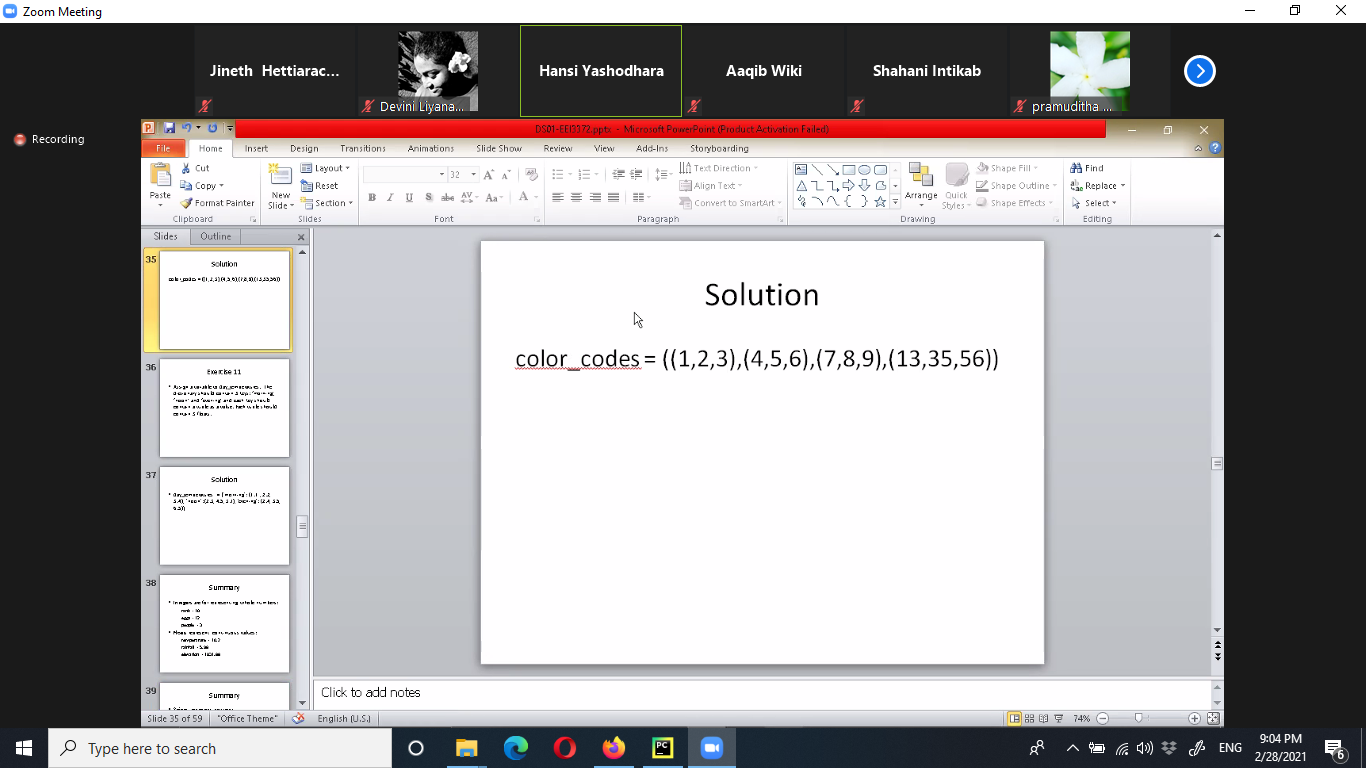 Zoom Meeting
Jineth Hettiarac...
Devini Liyana...
Hansi Yashodhara
Aaqib Wiki
Shahani Intikab
pramuditha ...
Recording
DS01-EEI3372.pptx - Microsoft PowerPoint (Product Activation Failed)
File Home Insert Design Transitions Animations Slide Show Review View Add-Ins Storyboarding
Paste
Cut
Copy
Format Painter
Clipboard
New Slide
Layout
Reset
Section
Slides
32
Font
Paragraph
Text Direction
Align Text
Convert to SmartArt
Arrange
Quick Styles
Shape Fill
Shape Outline
Shape Effects
Drawing
Find
Replace
Select
Editing
Slides Outline
35
Solution
color_codes = ((1,2,3),(4,5,6),(7,8,9),(13,35,56))
36
Exercise 11
37
Solution
38
Summary
39
Summary
Solution
color_codes = ((1,2,3),(4,5,6),(7,8,9),(13,35,56))
Click to add notes
Slide 35 of 59 "Office Theme" English (U.S.) 74%
Type here to search
PC
ENG
9:04 PM
2/28/2021
6